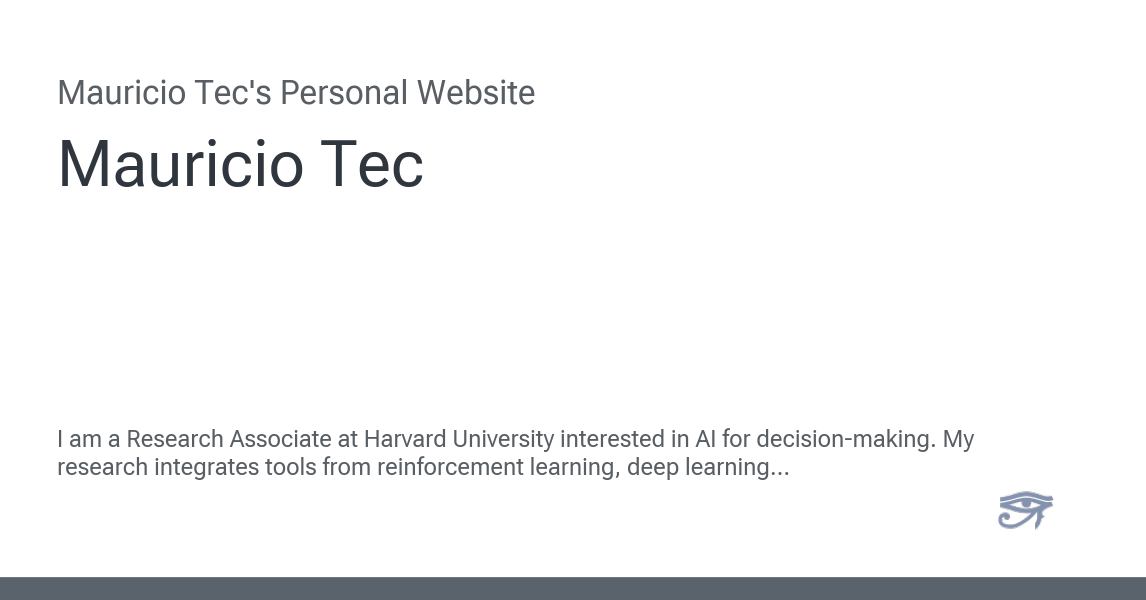 Mauricio Tec's Personal Website
Mauricio Tec
I am a Research Associate at Harvard University interested in AI for decision-making. My
research integrates tools from reinforcement learning, deep learning...